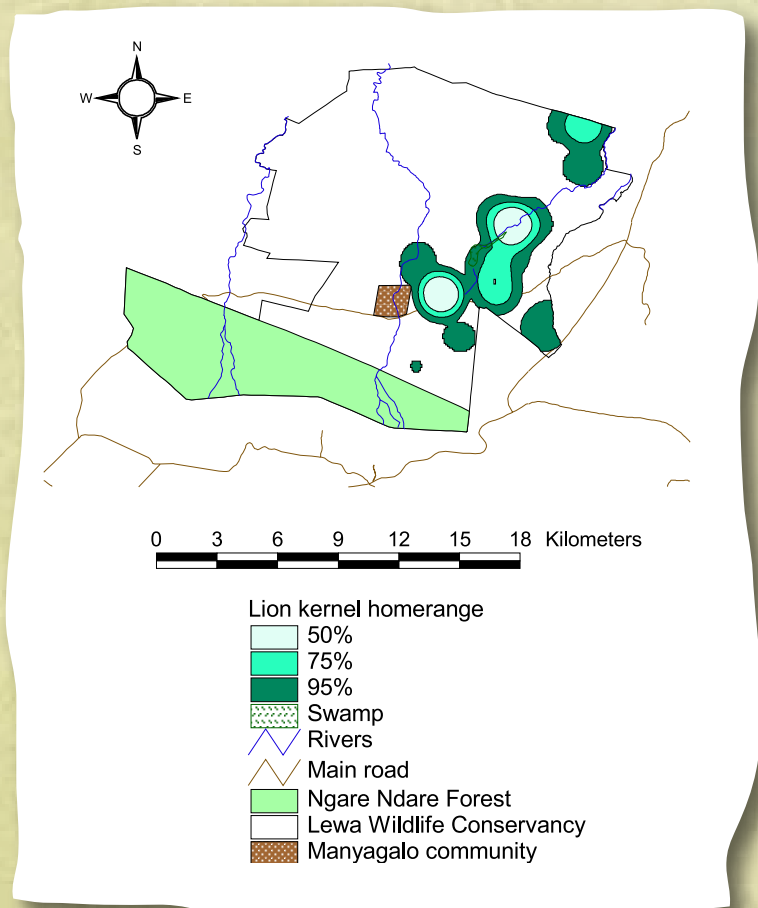 N
W E
S
0 3 6 9 12 15 18 Kilometers
Lion kernel homerange
50%
75%
95%
Swamp
Rivers
Main road
Ngare Ndare Forest
Lewa Wildlife Conservancy
Manyagalo community